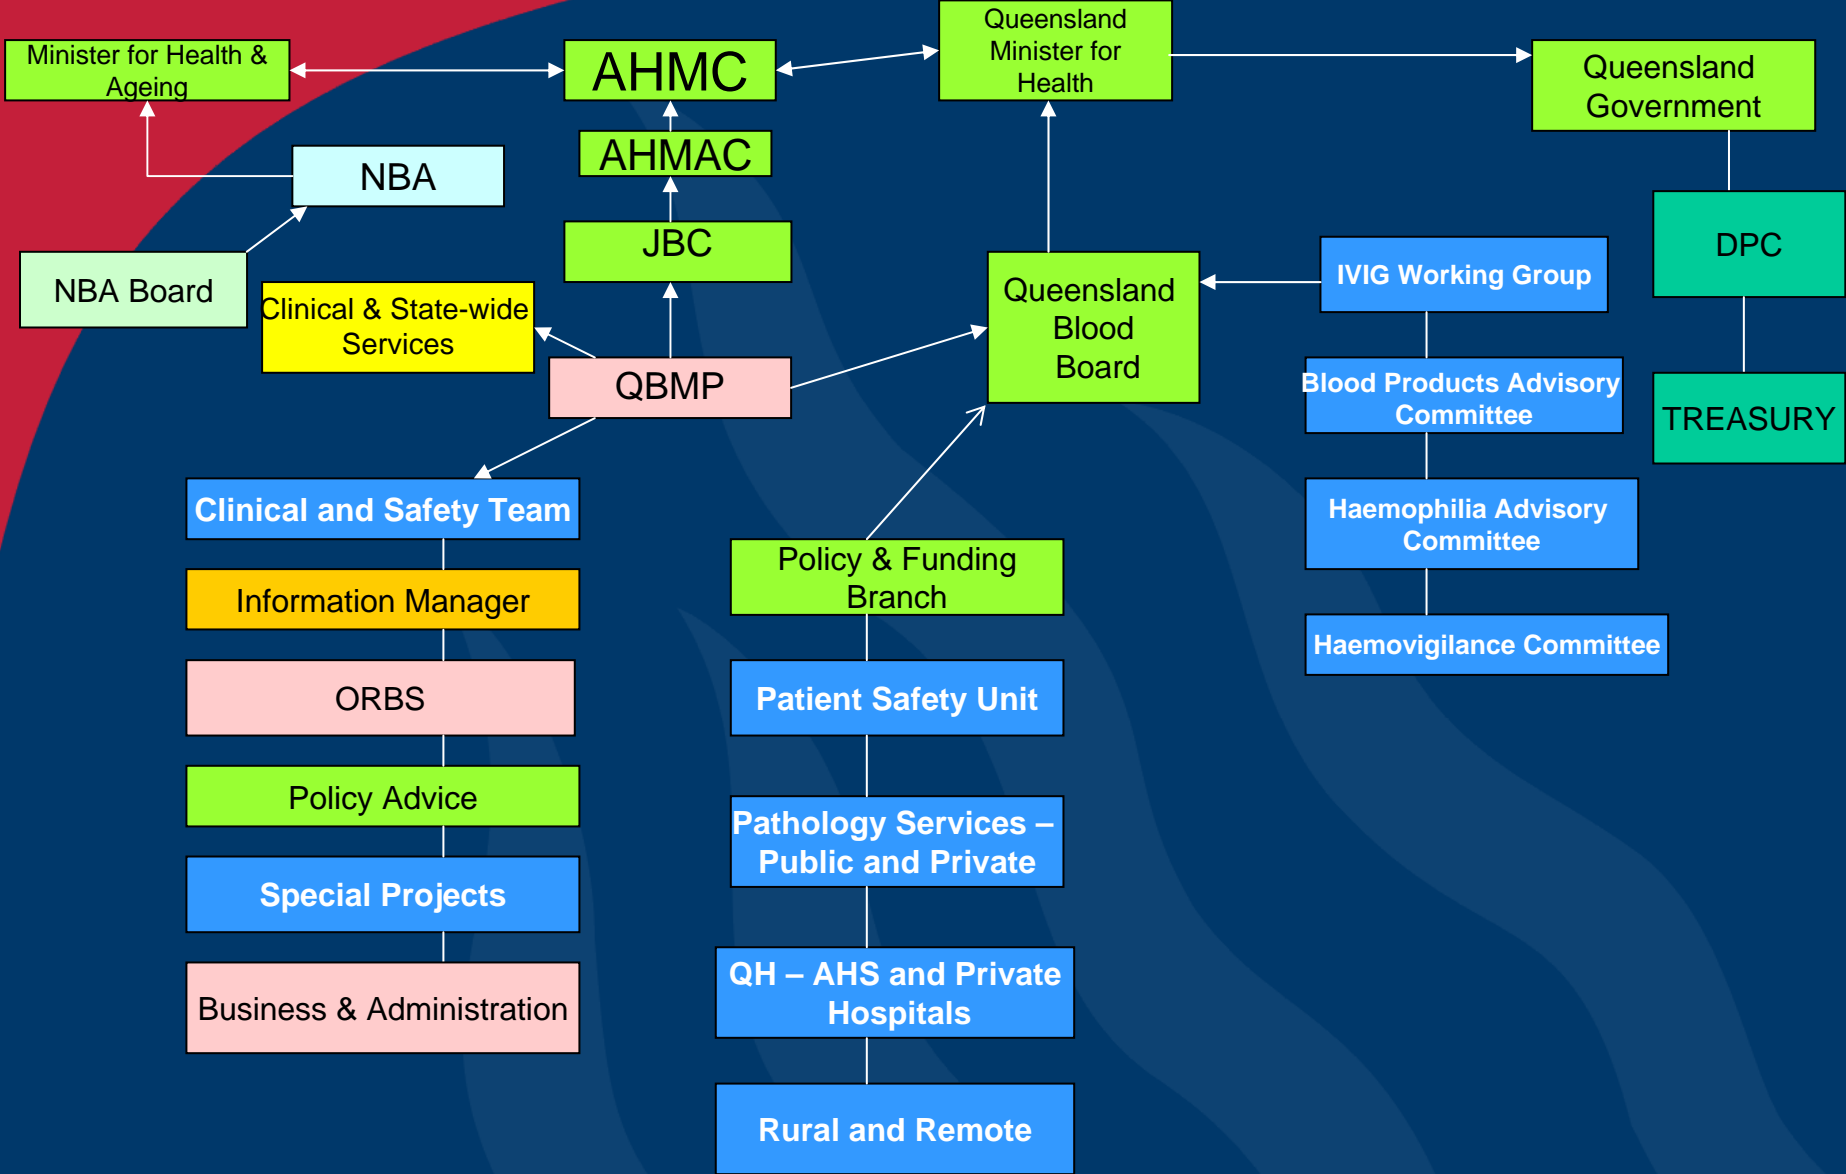 Queensland
Minister for
Health
Minister for Health &
Ageing
AHMC
Queensland
Government
AHMAC
NBA
JBC
DPC
NBA Board
Clinical & State-wide
Services
Queensland
Blood
Board
IVIG Working Group
QBMP
Blood Products Advisory
Committee
TREASURY
Clinical and Safety Team
Haemophilia Advisory
Committee
Policy & Funding
Branch
Information Manager
Haemovigilance Committee
ORBS
Patient Safety Unit
Policy Advice
Pathology Services –
Public and Private
Special Projects
QH – AHS and Private
Hospitals
Business & Administration
Rural and Remote